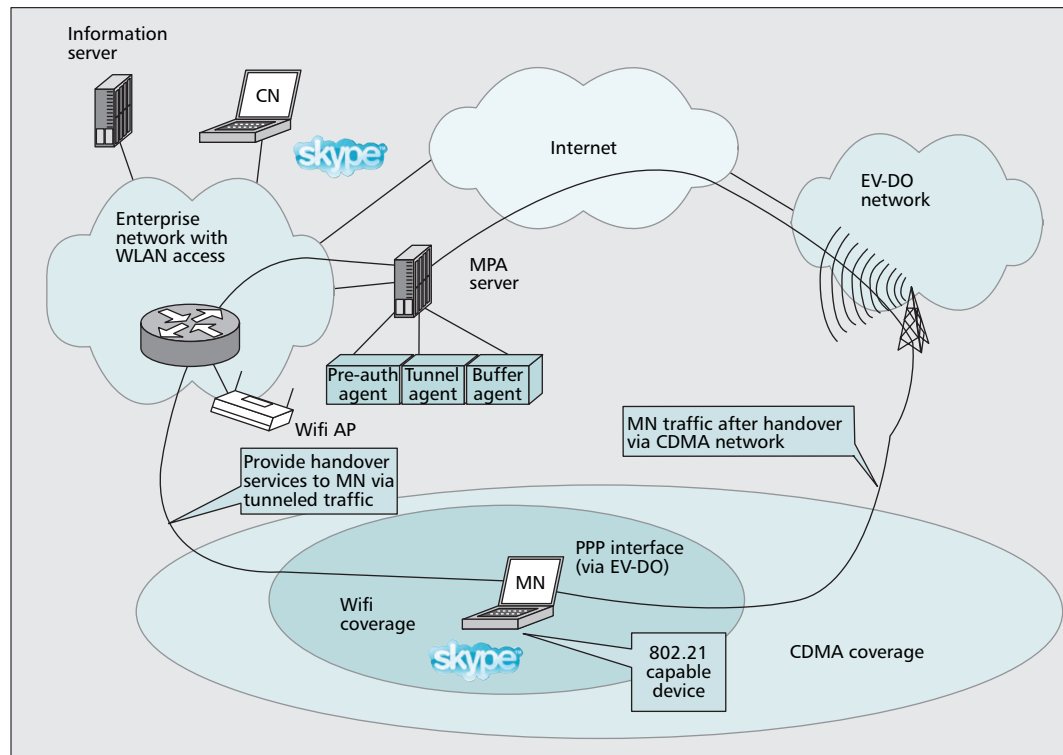 Information
server
CN
skype
Internet
EV-DO
network
Enterprise
network with
WLAN access
MPA
server
Pre-auth
agent
Tunnel
agent
Buffer
agent
Wifi AP
MN traffic after handover
via CDMA network
Provide handover
services to MN via
tunneled traffic
PPP interface
(via EV-DO)
MN
Wifi
coverage
skype
802.21
capable
device
CDMA coverage